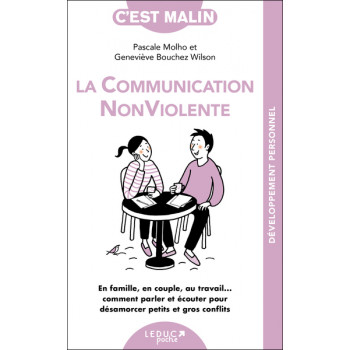 C'EST MALIN
Pascale Molho et
Geneviève Bouchez Wilson
LA COMMUNICATION
NONVIOLENTE
DÉVELOPPEMENT PERSONNEL
En famille, en couple, au travail...
comment parler et écouter pour
désamorcer petits et gros conflits
LEDUC
poche